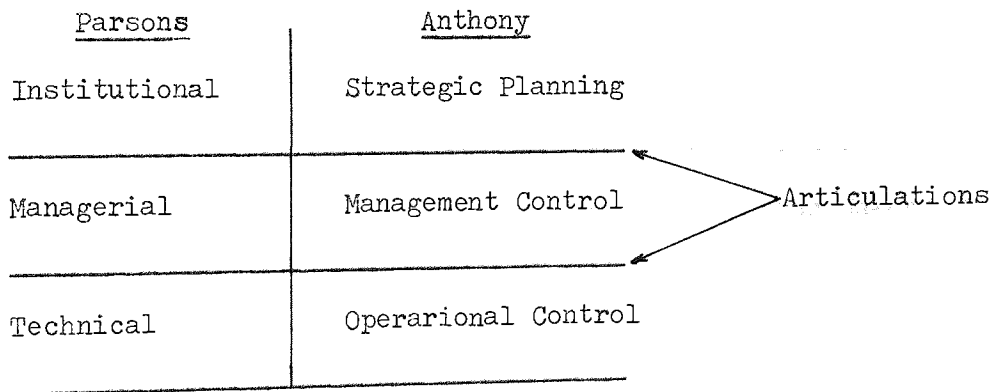 Parsons Anthony
Institutional Strategic Planning
Managerial Management Control Articulations
Technical Operarional Control